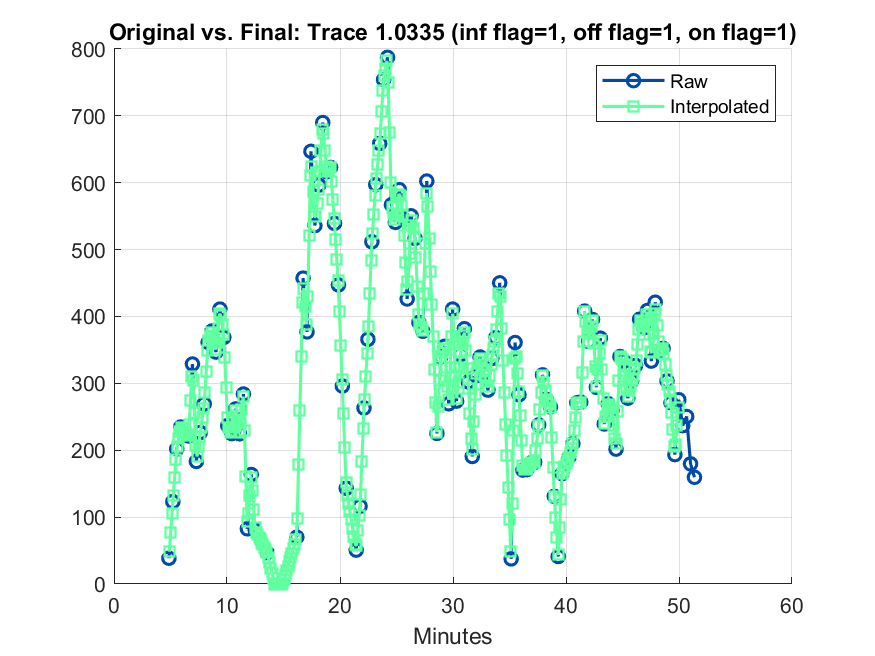 Original vs. Final: Trace 1.0335 (inf flag=1, off flag=1, on flag=1)
800
700
600
500
400
300
200
100
0
Raw
Interpolated
0 10 20 30 40 50 60
Minutes